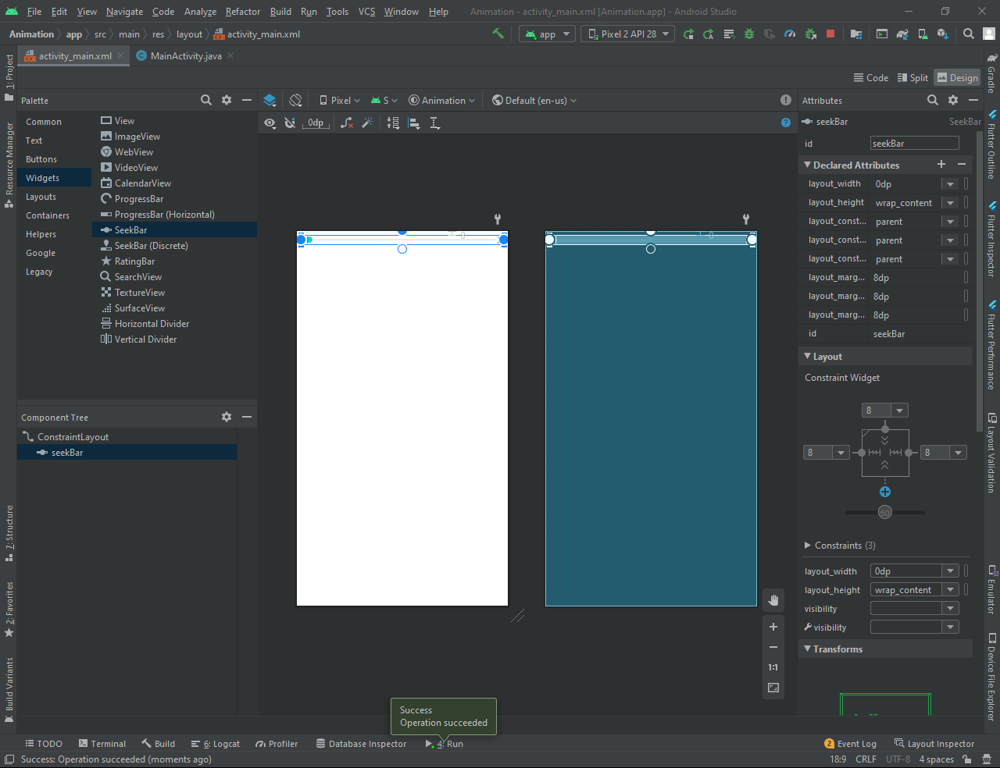 File Edit View Navigate Code Analyze Refactor Build Run Tools VCS Window Help Animation - activity_main.xml [Animation.app] - Android Studio
Animation app src main res layout activity_main.xml app Pixel 2 API 28
activity_main.xml MainActivity.java
Code Split Design
Palette
Pixel S Animation Default (en-us)
0dp
Attributes
1: Project
Resource Manager
7: Structure
2: Favorites
Build Variants
Common
Text
Buttons
Widgets
Layouts
Containers
Helpers
Google
Legacy
View
ImageView
WebView
VideoView
CalendarView
ProgressBar
ProgressBar (Horizontal)
SeekBar
SeekBar (Discrete)
RatingBar
SearchView
TextureView
SurfaceView
Horizontal Divider
Vertical Divider
Component Tree
ConstraintLayout
seekBar
1:1
seekBar SeekBar
id seekBar
Declared Attributes
layout_width 0dp
layout_height wrap_content
layout_const... parent
layout_const... parent
layout_const... parent
layout_marg... 8dp
layout_marg... 8dp
layout_marg... 8dp
id seekBar
Layout
Constraint Widget
8
8 8
50
Constraints (3)
layout_width 0dp
layout_height wrap_content
visibility
visibility
Transforms
Gradle
Flutter Outline
Flutter Inspector
Flutter Performance
Layout Validation
Emulator
Device File Explorer
Success
Operation succeeded
TODO Terminal Build 6: Logcat Profiler Database Inspector 4: Run 2 Event Log Layout Inspector
Success: Operation succeeded (moments ago) 18:9 CRLF UTF-8 4 spaces